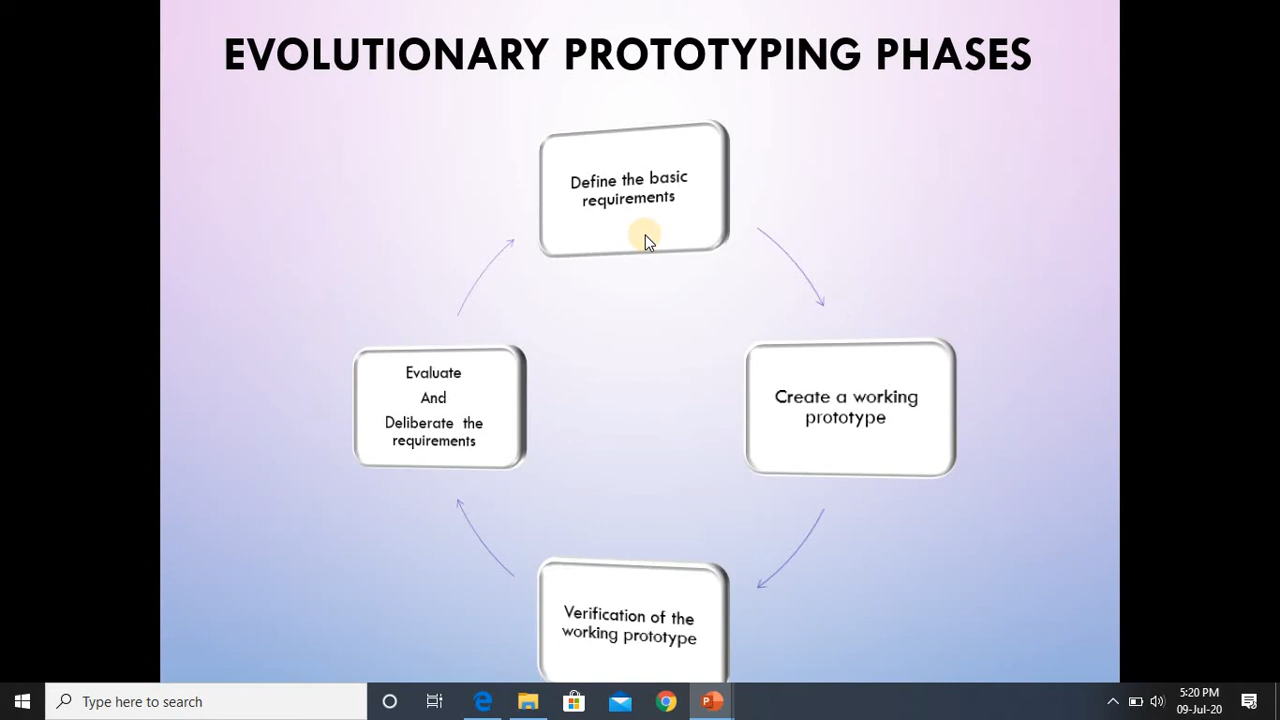 EVOLUTIONARY PROTOTYPING PHASES
Define the basic
requirements
Evaluate
And
Deliberate the
requirements
Create a working
prototype
Verification of the
working prototype
Type here to search
5:20 PM
09-Jul-20